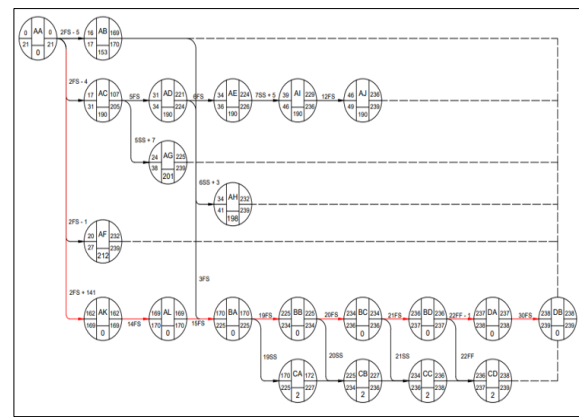 0 AA 0
21 21
0
2FS - 5
16 AB 169
17 170
153
2FS - 4
17 AC 107
31 205
190
5FS
31 AD 221
34 224
190
6FS
34 AE 224
36 226
190
7SS + 5
39 AI 229
46 236
190
12FS
46 AJ 236
49 239
190
5SS + 7
24 AG 225
38 239
201
6SS + 3
34 AH 232
41 239
198
2FS - 1
20 AF 232
27 239
212
2FS + 141
3FS
162 AK 162
169 169
0
14FS
169 AL 169
170 170
0
15FS
170 BA 170
225 225
0
19FS
225 BB 225
234 234
0
20FS
234 BC 234
236 236
0
21FS
236 BD 236
237 237
0
22FF - 1
237 DA 237
238 238
0
30FS
238 DB 238
239 239
0
19SS
170 CA 172
225 227
2
20SS
225 CB 227
234 236
2
21SS
234 CC 236
236 238
2
22FF
236 CD 238
237 239
2